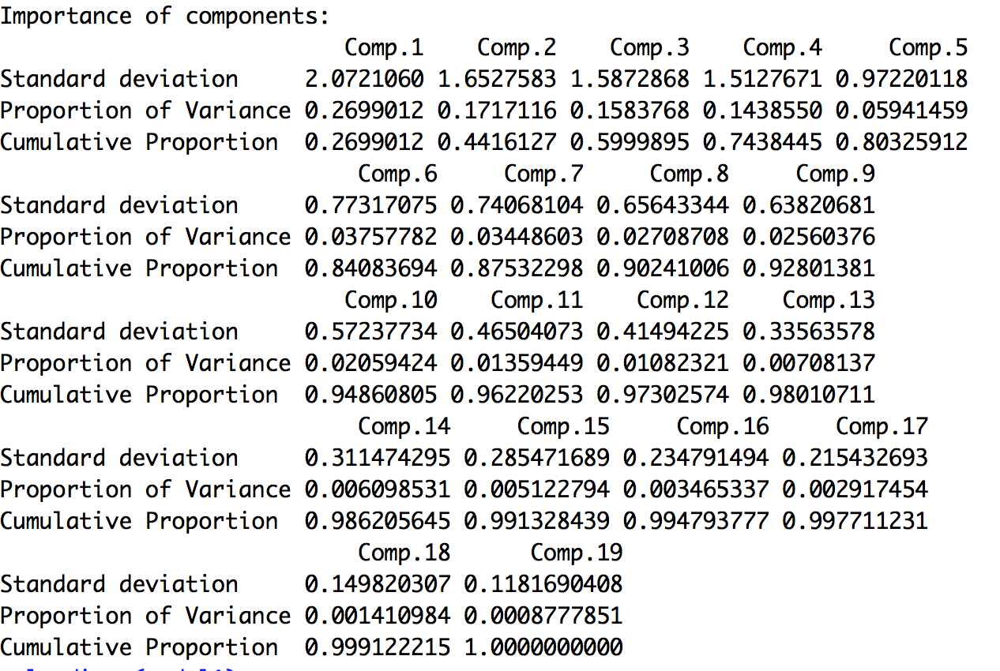 Importance of components:
Comp.1 Comp.2 Comp.3 Comp.4 Comp.5
Standard deviation 2.0721060 1.6527583 1.5872868 1.5127671 0.97220118
Proportion of Variance 0.2699012 0.1717116 0.1583768 0.1438550 0.05941459
Cumulative Proportion 0.2699012 0.4416127 0.5999895 0.7438445 0.80325912
Comp.6 Comp.7 Comp.8 Comp.9
Standard deviation 0.77317075 0.74068104 0.65643344 0.63820681
Proportion of Variance 0.03757782 0.03448603 0.02708708 0.02560376
Cumulative Proportion 0.84083694 0.87532298 0.90241006 0.92801381
Comp.10 Comp.11 Comp.12 Comp.13
Standard deviation 0.57237734 0.46504073 0.41494225 0.33563578
Proportion of Variance 0.02059424 0.01359449 0.01082321 0.00708137
Cumulative Proportion 0.94860805 0.96220253 0.97302574 0.98010711
Comp.14 Comp.15 Comp.16 Comp.17
Standard deviation 0.311474295 0.285471689 0.234791494 0.215432693
Proportion of Variance 0.006098531 0.005122794 0.003465337 0.002917454
Cumulative Proportion 0.986205645 0.991328439 0.994793777 0.997711231
Comp.18 Comp.19
Standard deviation 0.149820307 0.1181690408
Proportion of Variance 0.001410984 0.0008777851
Cumulative Proportion 0.999122215 1.0000000000